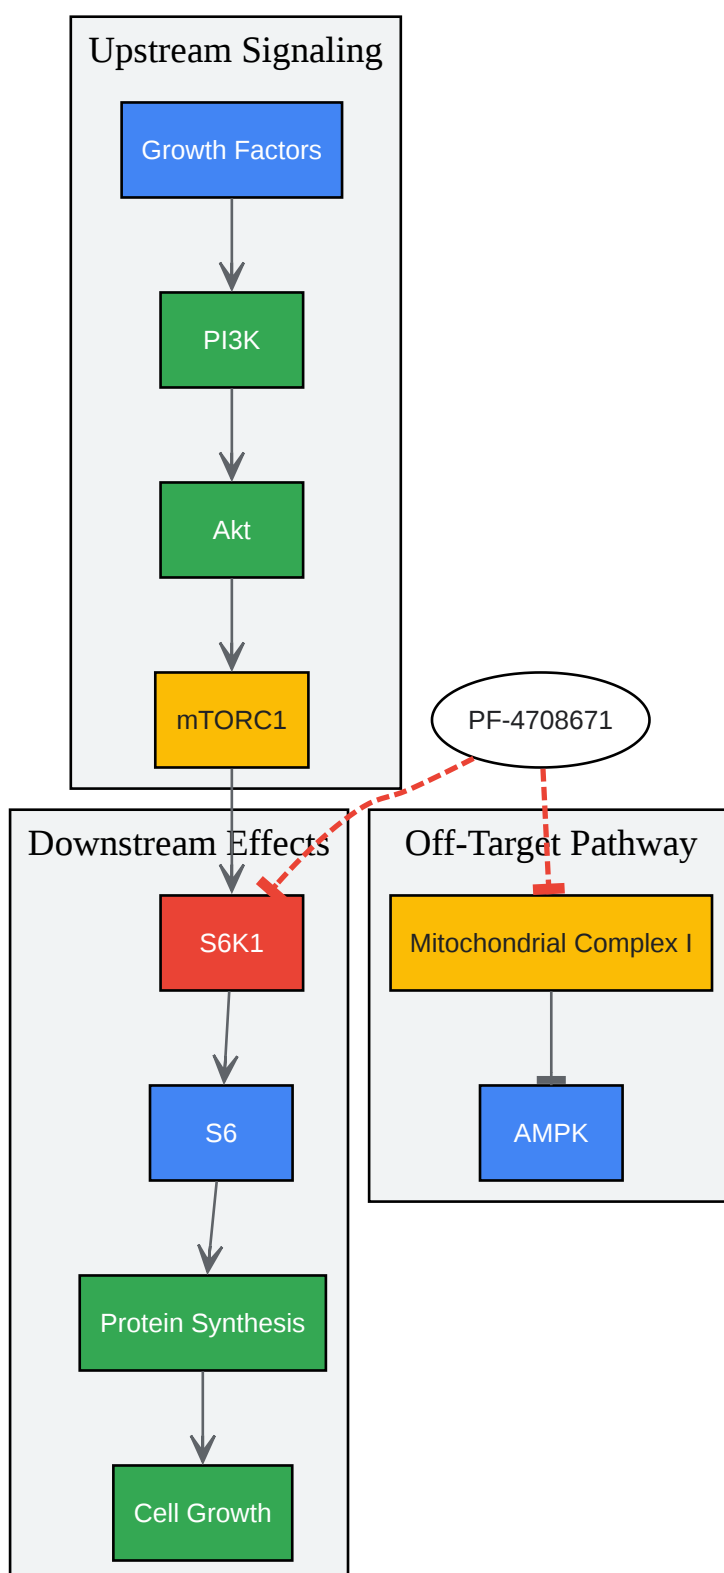 Upstream Signaling
Growth Factors
PI3K
Akt
mTORC1
PF-4708671
Downstream Effects
Off-Target Pathway
S6K1
Mitochondrial Complex I
S6
AMPK
Protein Synthesis
Cell Growth